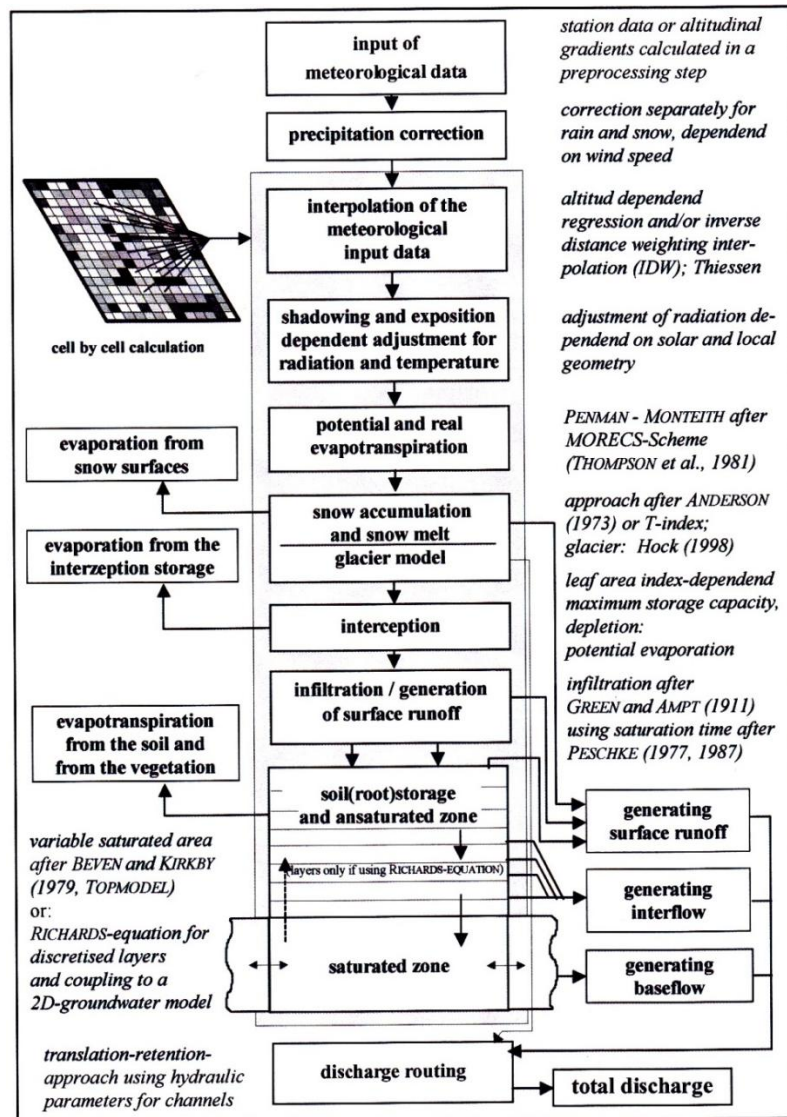 input of
meteorological data
station data or altitudinal
gradients calculated in a
preprocessing step
precipitation correction
correction separately for
rain and snow, dependend
on wind speed
cell by cell calculation
interpolation of the
meteorological
input data
altitud dependend
regression and/or inverse
distance weighting inter-
polation (IDW); Thiessen
shadowing and exposition
dependent adjustment for
radiation and temperature
adjustment of radiation de-
pendend on solar and local
geometry
potential and real
evapotranspiration
PENMAN - MONTEITH after
MORECS-Scheme
(THOMPSON et al., 1981)
evaporation from
snow surfaces
snow accumulation
and snow melt
glacier model
approach after ANDERSON
(1973) or T-index;
glacier: Hock (1998)
evaporation from the
interzeption storage
interception
leaf area index-dependend
maximum storage capacity,
depletion:
potential evaporation
infiltration / generation
of surface runoff
infiltration after
GREEN and AMPT (1911)
using saturation time after
PESCHKE (1977, 1987)
evapotranspiration
from the soil and
from the vegetation
soil(root)storage
and ansaturated zone
(layers only if using RICHARDS-EQUATION)
generating
surface runoff
variable saturated area
after BEVEN and KIRKBY
(1979, TOPMODEL)
or:
RICHARDS-equation for
discretised layers
and coupling to a
2D-groundwater model
generating
interflow
saturated zone
generating
baseflow
translation-retention-
approach using hydraulic
parameters for channels
discharge routing
total discharge